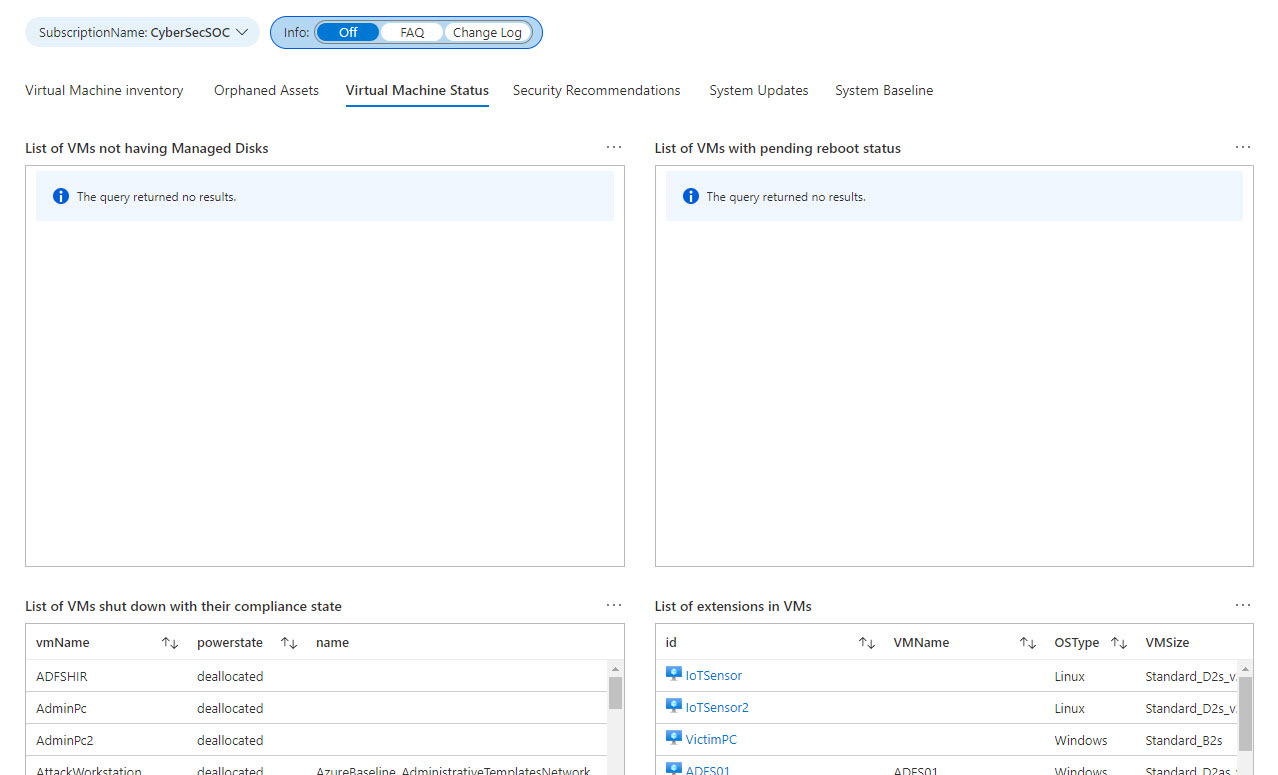 SubscriptionName: CyberSecSOC
Info: Off FAQ Change Log
Virtual Machine inventory Orphaned Assets Virtual Machine Status Security Recommendations System Updates System Baseline
List of VMs not having Managed Disks ...
The query returned no results.
List of VMs with pending reboot status ...
The query returned no results.
List of VMs shut down with their compliance state ...
vmName powerstate name
ADFSHIR deallocated
AdminPc deallocated
AdminPc2 deallocated
AttackWorkstation deallocated AzureBaseline_AdministrativeTemplatesNetwork
List of extensions in VMs ...
id VMName OSType VMSize
IoTSensor Linux Standard_D2s_v
IoTSensor2 Linux Standard_D2s_v
VictimPC Windows Standard_B2s
ADFS01 ADFS01 Windows Standard_D2as_